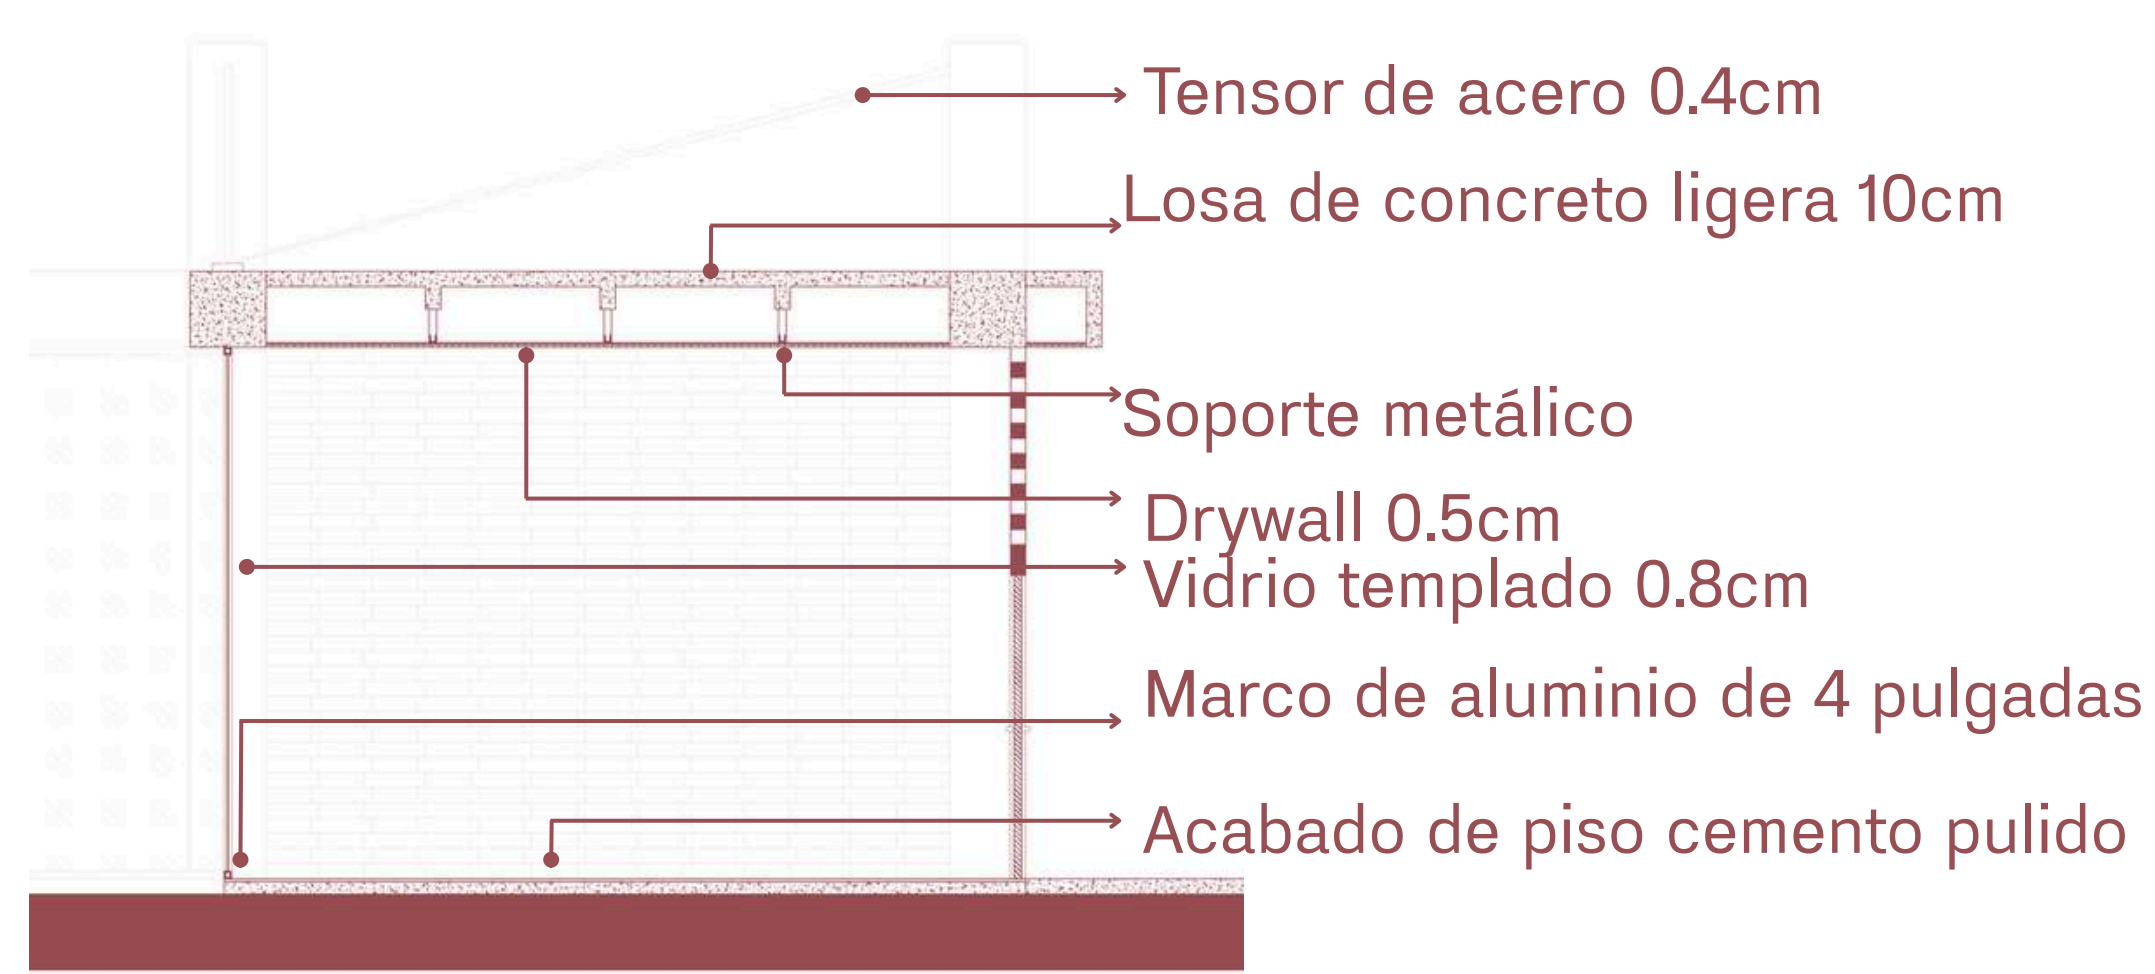 Tensor de acero 0.4cm
Losa de concreto ligera 10cm
Soporte metálico
Drywall 0.5cm
Vidrio templado 0.8cm
Marco de aluminio de 4 pulgadas
Acabado de piso cemento pulido